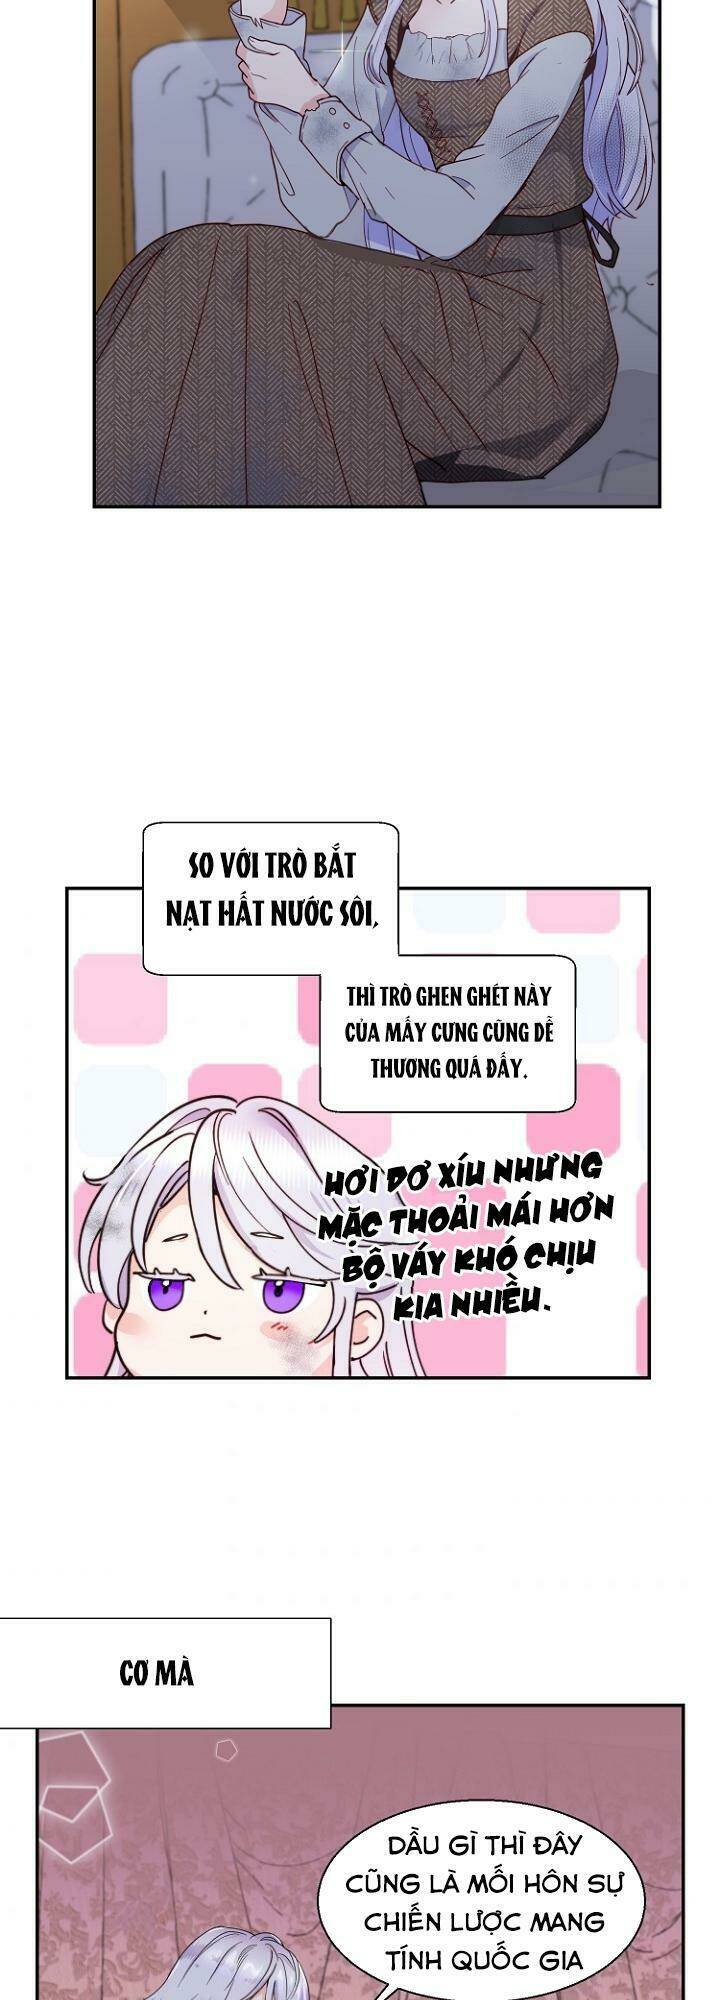 SO VỚI TRÒ BẮT
NẠT HẤT NƯỚC SÔI,
THÌ TRÒ GHEN GHÉT NÀY
CỦA MẤY CƯNG CŨNG DỄ
THƯƠNG QUÁ ĐẤY.
HƠI DƠ XÍU NHƯNG
MẶC THOẢI MÁI HƠN
BỘ VÁY KHÓ CHỊU
KIA NHIỀU.
CƠ MÀ
DẦU GÌ THÌ ĐÂY
CŨNG LÀ MỐI HÔN SỰ
CHIẾN LƯỢC MANG
TÍNH QUỐC GIA